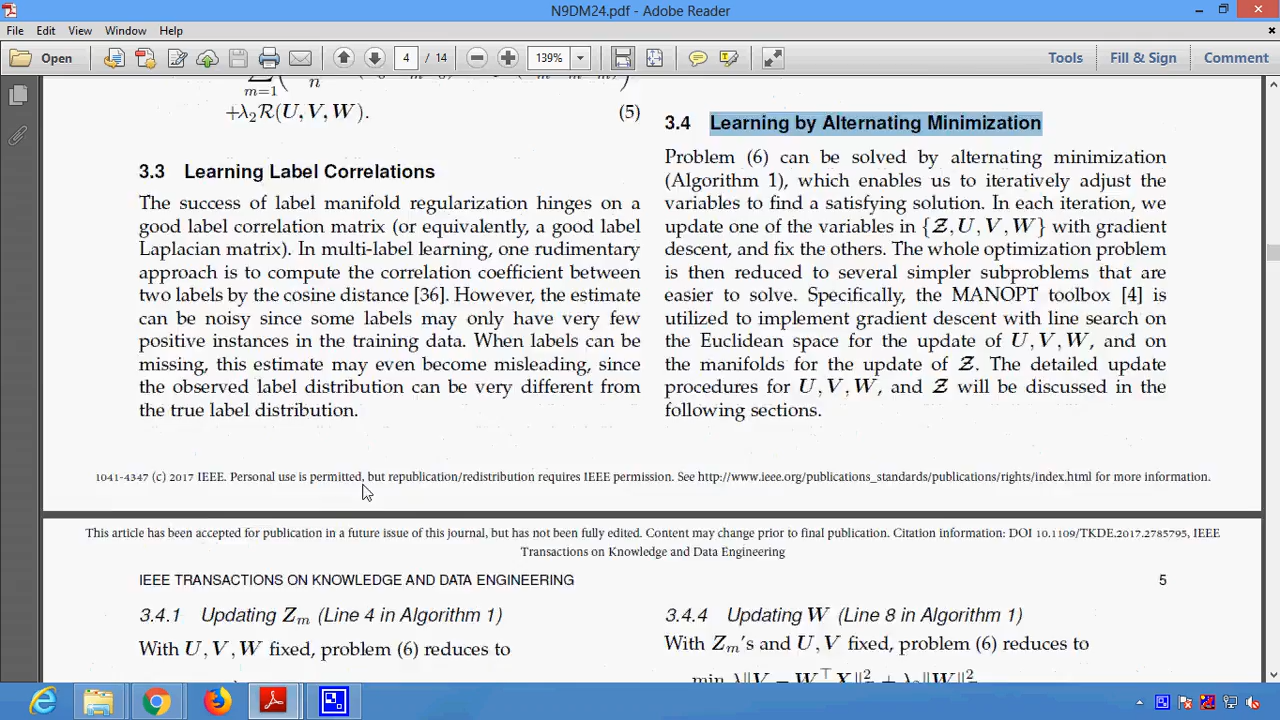 N9DM24.pdf - Adobe Reader
File Edit View Window Help
Open 4 / 14 139% Tools Fill & Sign Comment
m=1 n
+λ₂R(U, V, W). (5)
3.3 Learning Label Correlations
The success of label manifold regularization hinges on a
good label correlation matrix (or equivalently, a good label
Laplacian matrix). In multi-label learning, one rudimentary
approach is to compute the correlation coefficient between
two labels by the cosine distance [36]. However, the estimate
can be noisy since some labels may only have very few
positive instances in the training data. When labels can be
missing, this estimate may even become misleading, since
the observed label distribution can be very different from
the true label distribution.
3.4 Learning by Alternating Minimization
Problem (6) can be solved by alternating minimization
(Algorithm 1), which enables us to iteratively adjust the
variables to find a satisfying solution. In each iteration, we
update one of the variables in {Z, U, V, W} with gradient
descent, and fix the others. The whole optimization problem
is then reduced to several simpler subproblems that are
easier to solve. Specifically, the MANOPT toolbox [4] is
utilized to implement gradient descent with line search on
the Euclidean space for the update of U, V, W, and on
the manifolds for the update of Z. The detailed update
procedures for U, V, W, and Z will be discussed in the
following sections.
1041-4347 (c) 2017 IEEE. Personal use is permitted, but republication/redistribution requires IEEE permission. See http://www.ieee.org/publications_standards/publications/rights/index.html for more information.
This article has been accepted for publication in a future issue of this journal, but has not been fully edited. Content may change prior to final publication. Citation information: DOI 10.1109/TKDE.2017.2785795, IEEE
Transactions on Knowledge and Data Engineering
IEEE TRANSACTIONS ON KNOWLEDGE AND DATA ENGINEERING 5
3.4.1 Updating Zₘ (Line 4 in Algorithm 1)
With U, V, W fixed, problem (6) reduces to
3.4.4 Updating W (Line 8 in Algorithm 1)
With Zₘ's and U, V fixed, problem (6) reduces to